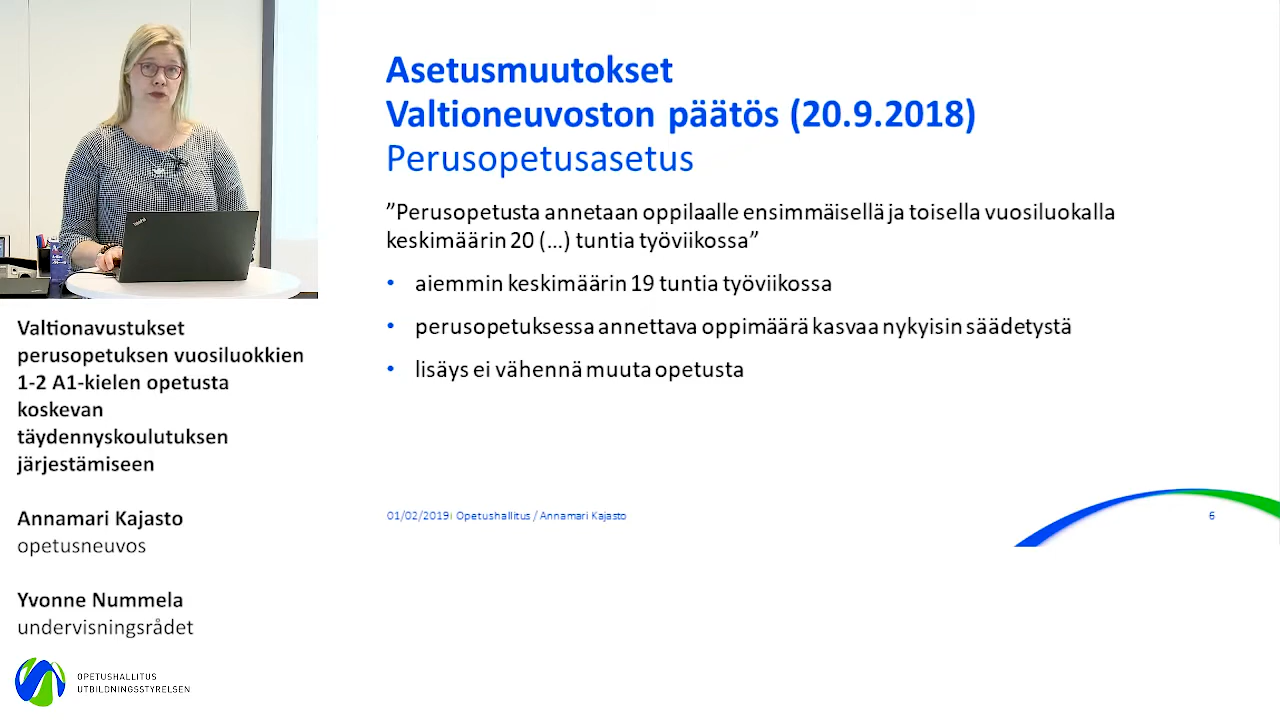 Asetusmuutokset
Valtioneuvoston päätös (20.9.2018)
Perusopetusasetus
”Perusopetusta annetaan oppilaalle ensimmäisellä ja toisella vuosiluokalla
keskimäärin 20 (…) tuntia työviikossa”
• aiemmin keskimäärin 19 tuntia työviikossa
• perusopetuksessa annettava oppimäärä kasvaa nykyisin säädetystä
• lisäys ei vähennä muuta opetusta
01/02/2019 Opetushallitus / Annamari Kajasto
6
Valtionavustukset
perusopetuksen vuosiluokkien
1-2 A1-kielen opetusta
koskevan
täydennyskoulutuksen
järjestämiseen
Annamari Kajasto
opetusneuvos
Yvonne Nummela
undervisningsrådet
OPETUSHALLITUS
UTBILDNINGSSTYRELSEN